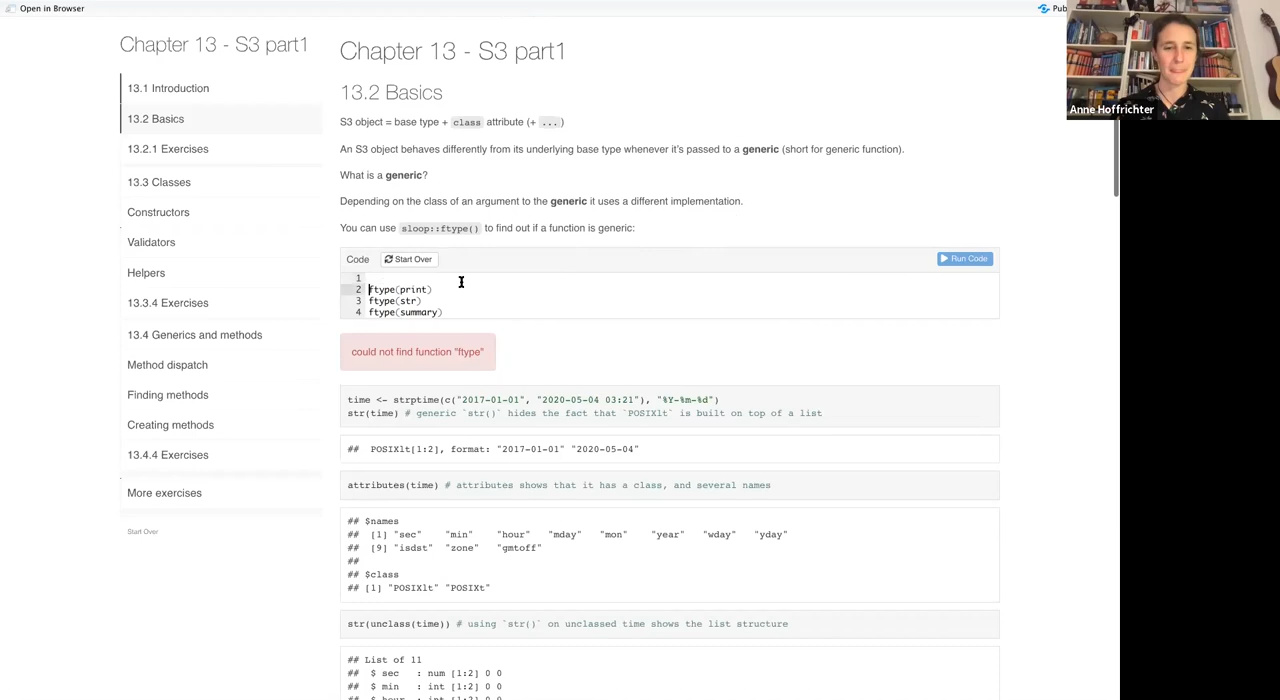 Open in Browser
Pub
Anne Hoffrichter
Chapter 13 - S3 part1
13.1 Introduction
13.2 Basics
13.2.1 Exercises
13.3 Classes
Constructors
Validators
Helpers
13.3.4 Exercises
13.4 Generics and methods
Method dispatch
Finding methods
Creating methods
13.4.4 Exercises
More exercises
Start Over
Chapter 13 - S3 part1
13.2 Basics
S3 object = base type + class attribute (+ ... )
An S3 object behaves differently from its underlying base type whenever it's passed to a generic (short for generic function).
What is a generic?
Depending on the class of an argument to the generic it uses a different implementation.
You can use sloop::ftype() to find out if a function is generic:
Code Start Over Run Code
1
2 ftype(print)
3 ftype(str)
4 ftype(summary)
could not find function "ftype"
time <- strptime(c("2017-01-01", "2020-05-04 03:21"), "%Y-%m-%d")
str(time) # generic `str()` hides the fact that `POSIXlt` is built on top of a list
## POSIXlt[1:2], format: "2017-01-01" "2020-05-04"
attributes(time) # attributes shows that it has a class, and several names
## $names
## [1] "sec" "min" "hour" "mday" "mon" "year" "wday" "yday"
## [9] "isdst" "zone" "gmtoff"
##
## $class
## [1] "POSIXlt" "POSIXt"
str(unclass(time)) # using `str()` on unclassed time shows the list structure
## List of 11
## $ sec : num [1:2] 0 0
## $ min : int [1:2] 0 0